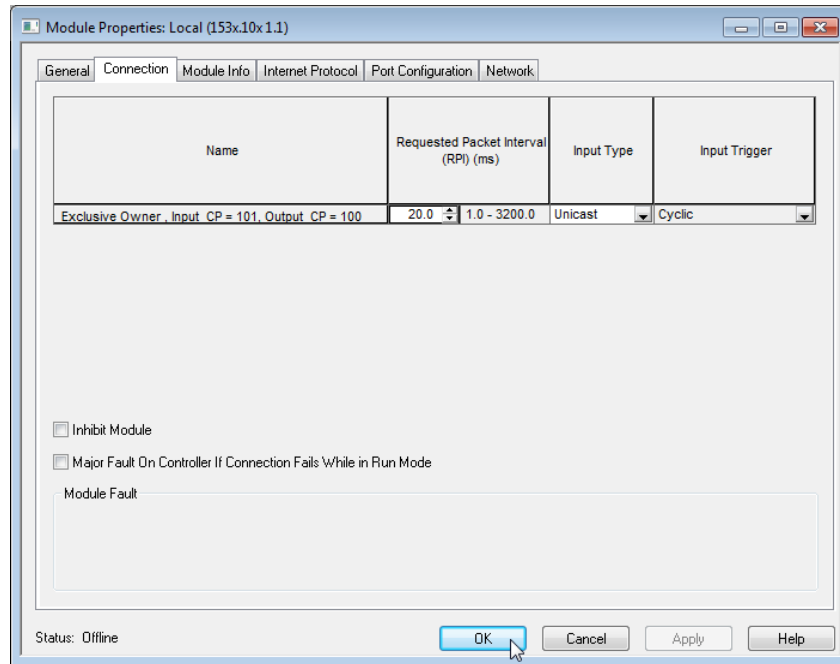 Module Properties: Local (153x.10x 1.1)
General Connection Module Info Internet Protocol Port Configuration Network
Name
Requested Packet Interval
(RPI) (ms)
Input Type
Input Trigger
Exclusive Owner , Input CP = 101, Output CP = 100 20.0 1.0 - 3200.0 Unicast Cyclic
Inhibit Module
Major Fault On Controller If Connection Fails While in Run Mode
Module Fault
Status: Offline OK Cancel Apply Help